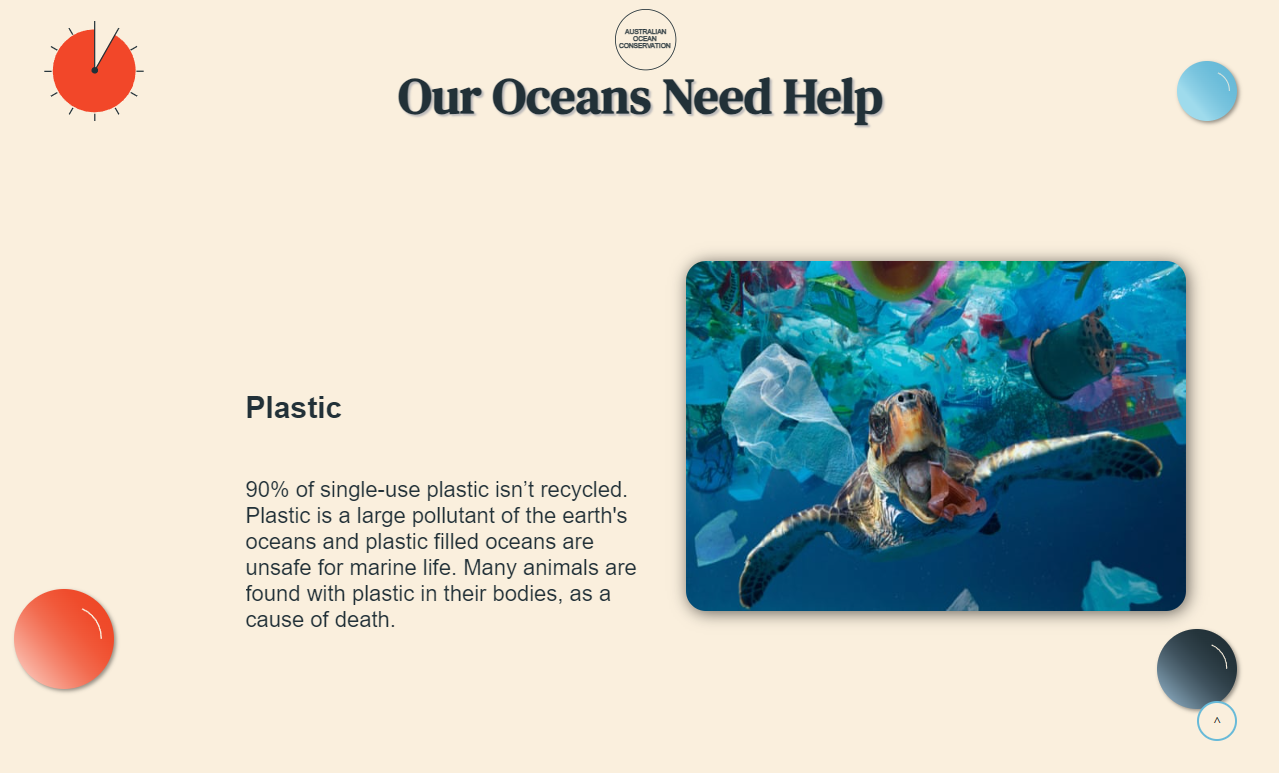 AUSTRALIAN
OCEAN
CONSERVATION
Our Oceans Need Help
Plastic
90% of single-use plastic isn’t recycled.
Plastic is a large pollutant of the earth's
oceans and plastic filled oceans are
unsafe for marine life. Many animals are
found with plastic in their bodies, as a
cause of death.
^